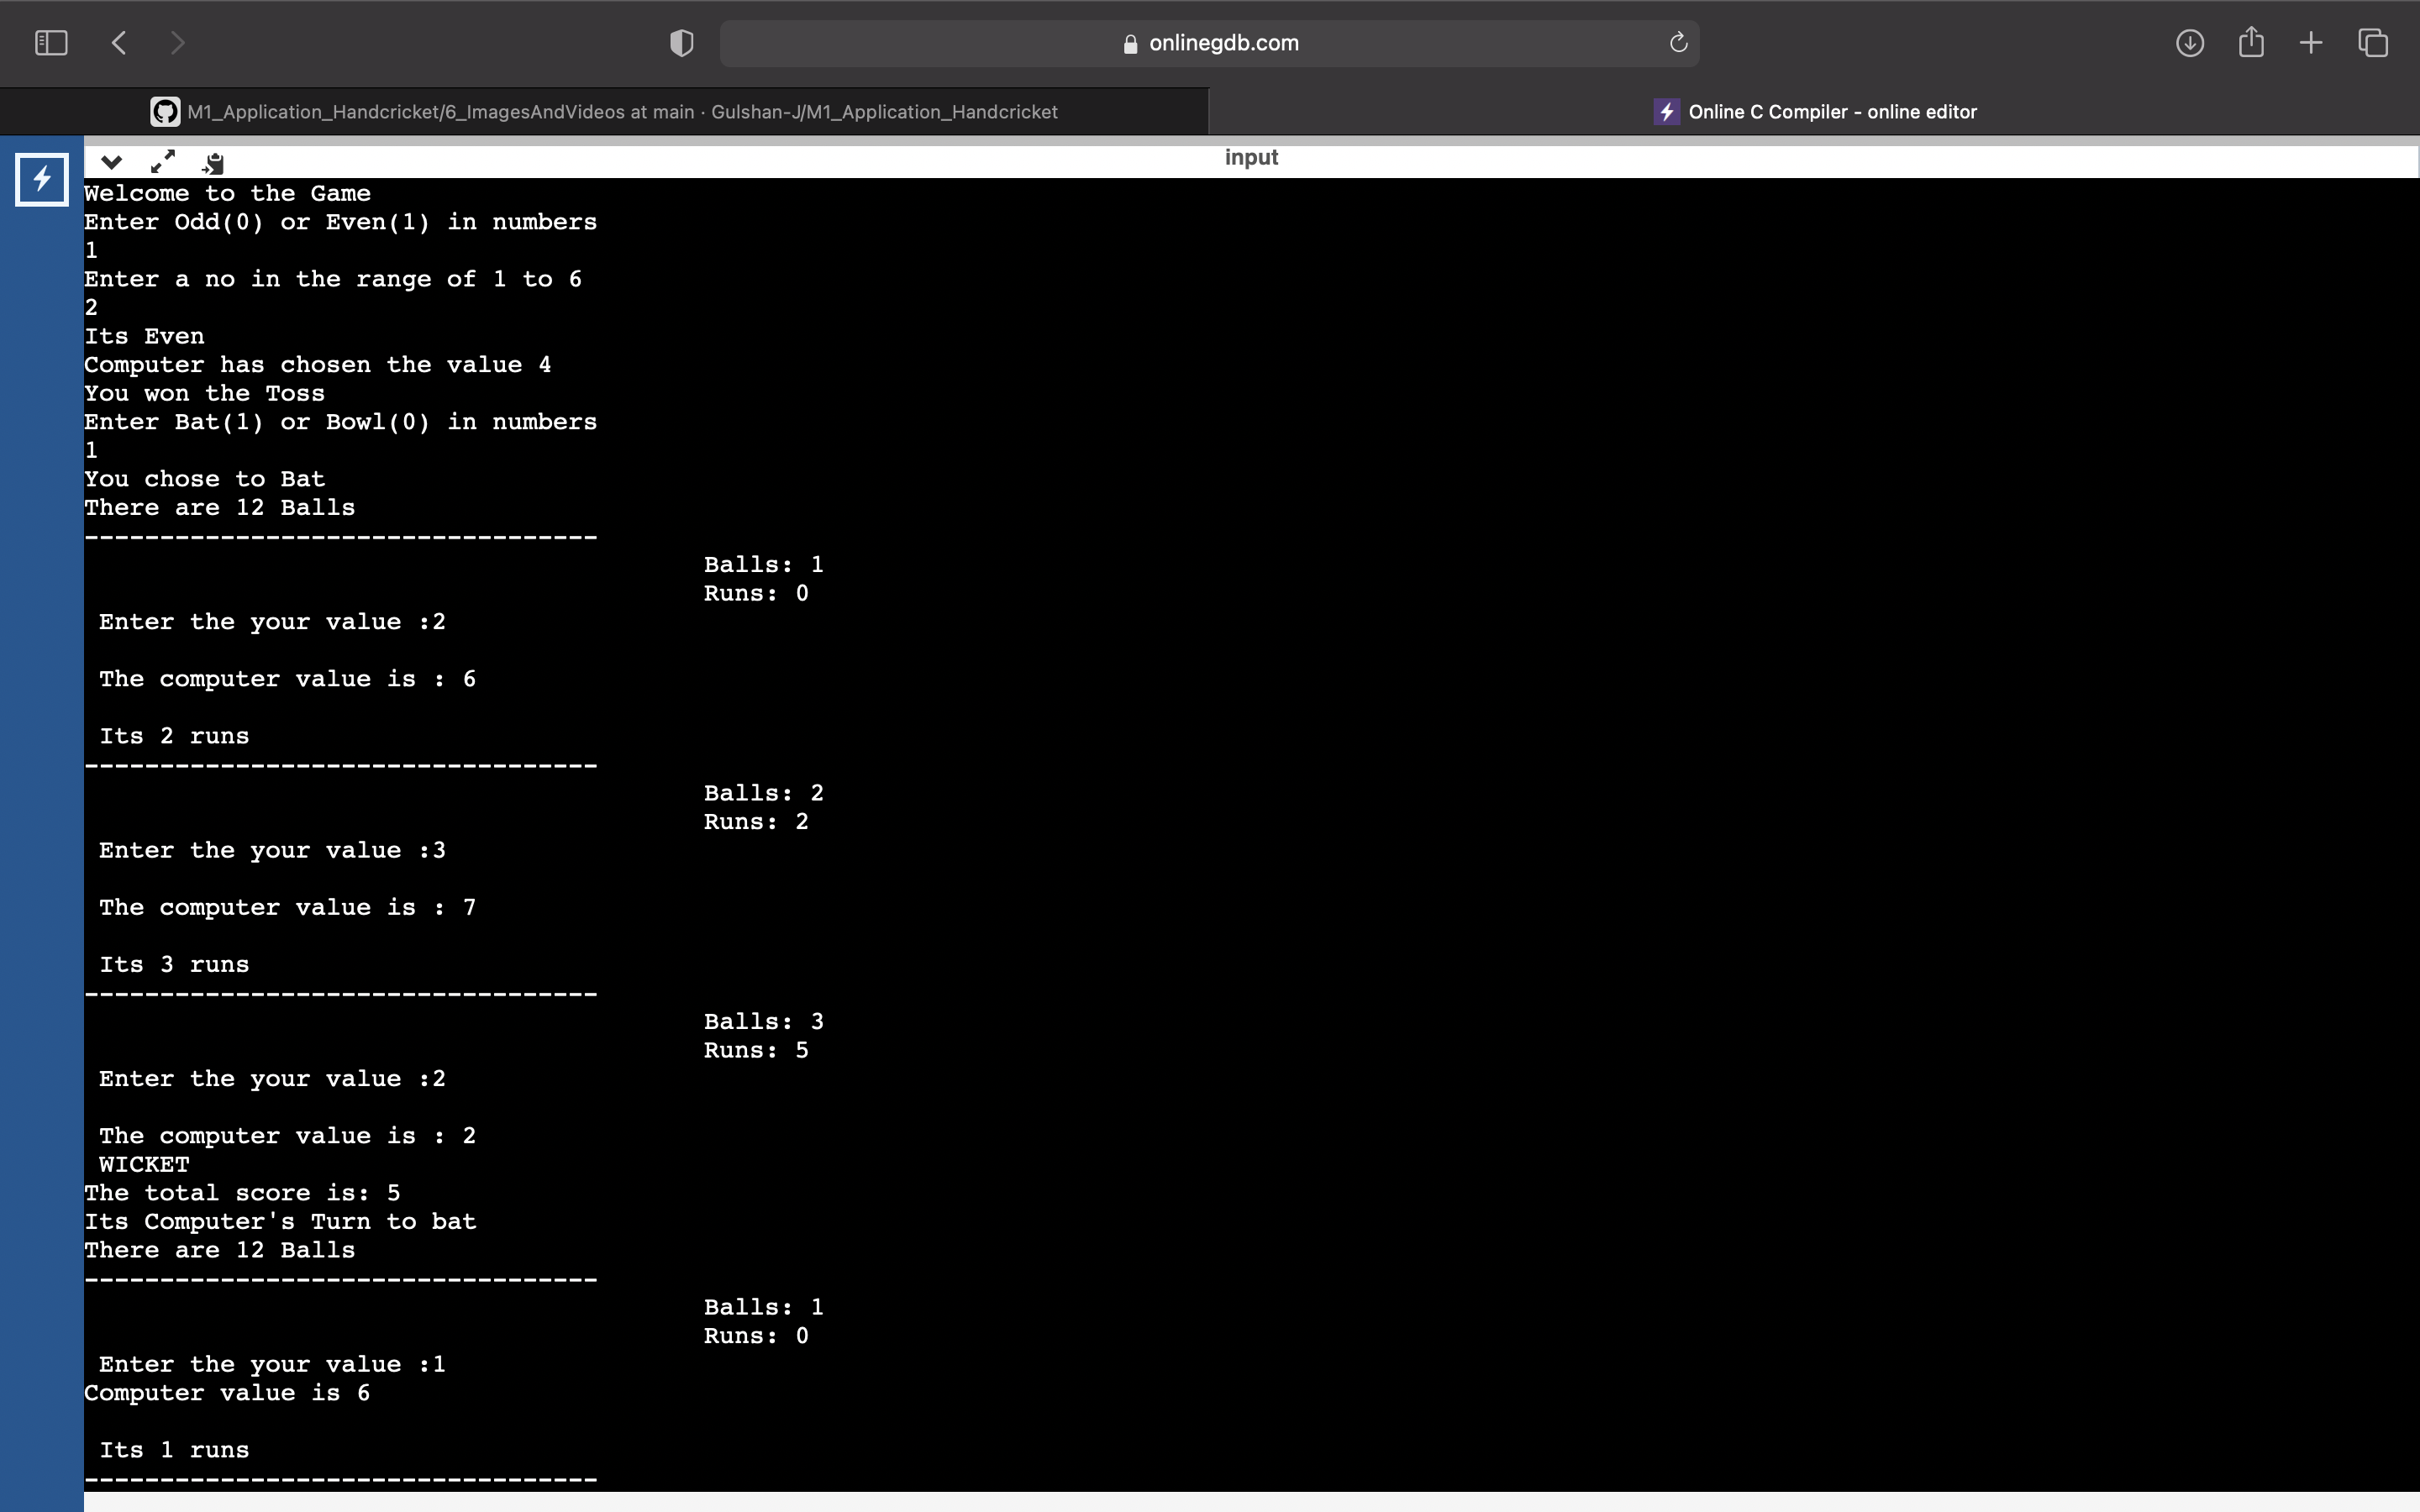 onlinegdb.com
M1_Application_Handcricket/6_ImagesAndVideos at main · Gulshan-J/M1_Application_Handcricket
Online C Compiler - online editor
input
Welcome to the Game
Enter Odd(0) or Even(1) in numbers
1
Enter a no in the range of 1 to 6
2
Its Even
Computer has chosen the value 4
You won the Toss
Enter Bat(1) or Bowl(0) in numbers
1
You chose to Bat
There are 12 Balls
----------------------------------
Balls: 1
Runs: 0
Enter the your value :2
The computer value is : 6
Its 2 runs
----------------------------------
Balls: 2
Runs: 2
Enter the your value :3
The computer value is : 7
Its 3 runs
----------------------------------
Balls: 3
Runs: 5
Enter the your value :2
The computer value is : 2
WICKET
The total score is: 5
Its Computer's Turn to bat
There are 12 Balls
----------------------------------
Balls: 1
Runs: 0
Enter the your value :1
Computer value is 6
Its 1 runs
----------------------------------